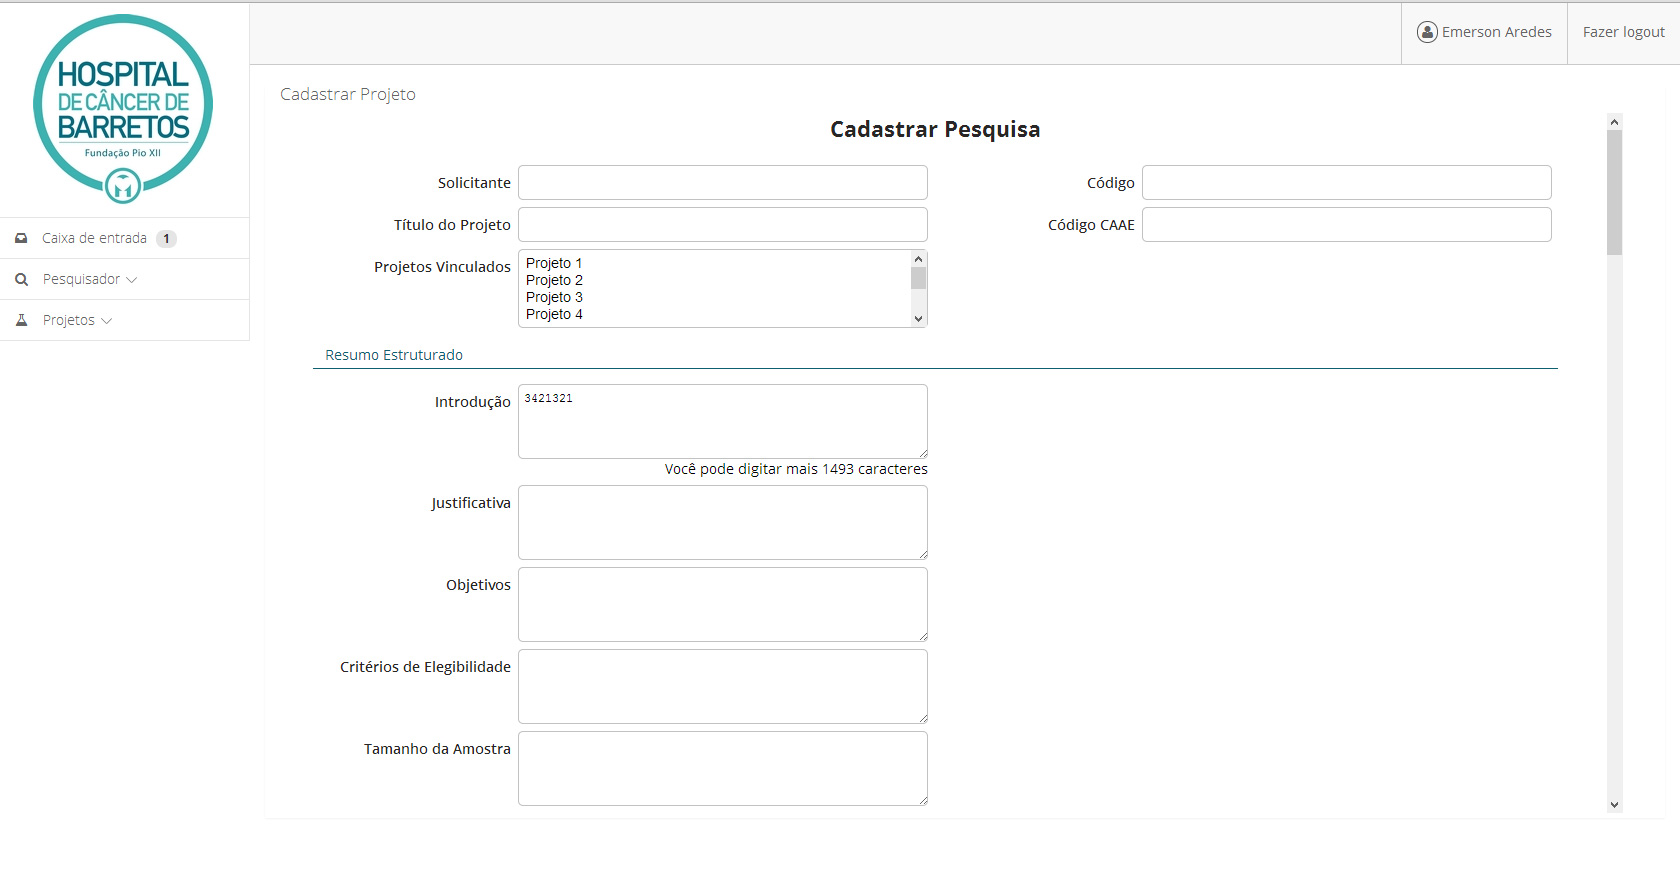 HOSPITAL
DE CÂNCER DE
BARRETOS
Fundação Pio XII
Emerson Aredes
Fazer logout
Caixa de entrada 1
Pesquisador
Projetos
Cadastrar Projeto
Cadastrar Pesquisa
Solicitante
Código
Título do Projeto
Código CAAE
Projetos Vinculados
Projeto 1
Projeto 2
Projeto 3
Projeto 4
Resumo Estruturado
Introdução
3421321
Você pode digitar mais 1493 caracteres
Justificativa
Objetivos
Critérios de Elegibilidade
Tamanho da Amostra